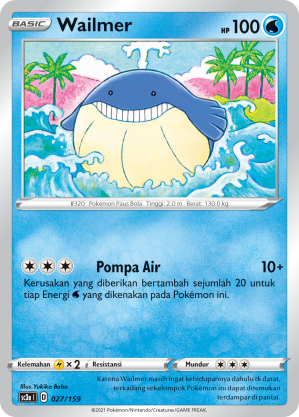 BASIC Wailmer HP 100
#320 Pokémon Paus Bola Tinggi: 2.0 m Berat: 130.0 kg
Pompa Air 10+
Kerusakan yang diberikan bertambah sejumlah 20 untuk
tiap Energi yang dikenakan pada Pokémon ini.
Kelemahan × 2 Resistansi Mundur
Illus. Yukiko Baba
sc3a I D 027/159
Karena Wailmer masih ingat kehidupannya dahulu di darat,
terkadang sekelompok Pokémon ini dapat ditemukan
terdampar di pantai.
©2021 Pokémon/Nintendo/Creatures/GAME FREAK.